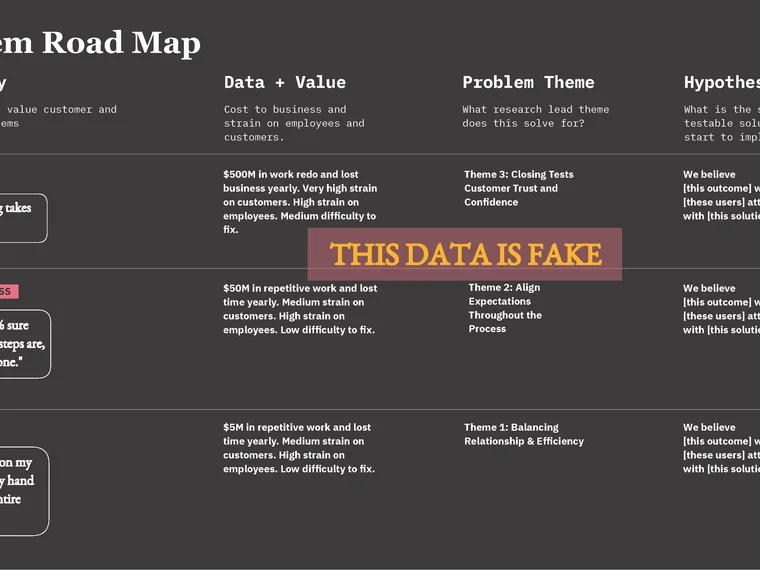 em Road Map
y
value customer and
ems
Data + Value
Cost to business and
strain on employees and
customers.
Problem Theme
What research lead theme
does this solve for?
Hypothes
What is the s
testable solu
start to impl
g takes
$500M in work redo and lost
business yearly. Very high strain
on customers. High strain on
employees. Medium difficulty to
fix.
Theme 3: Closing Tests
Customer Trust and
Confidence
We believe
[this outcome] w
[these users] att
with [this solutio
THIS DATA IS FAKE
SS
% sure
steps are,
one."
$50M in repetitive work and lost
time yearly. Medium strain on
customers. High strain on
employees. Low difficulty to fix.
Theme 2: Align
Expectations
Throughout the
Process
We believe
[this outcome] w
[these users] att
with [this solutio
on my
y hand
ntire
$5M in repetitive work and lost
time yearly. Medium strain on
customers. High strain on
employees. Low difficulty to fix.
Theme 1: Balancing
Relationship & Efficiency
We believe
[this outcome] w
[these users] att
with [this solutio